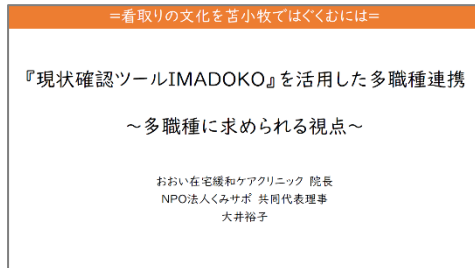 =看取りの文化を苫小牧ではぐくむには=
『現状確認ツールIMADOKO』を活用した多職種連携
～多職種に求められる視点～
おおい在宅緩和ケアクリニック 院長
NPO法人くみサポ 共同代表理事
大井裕子